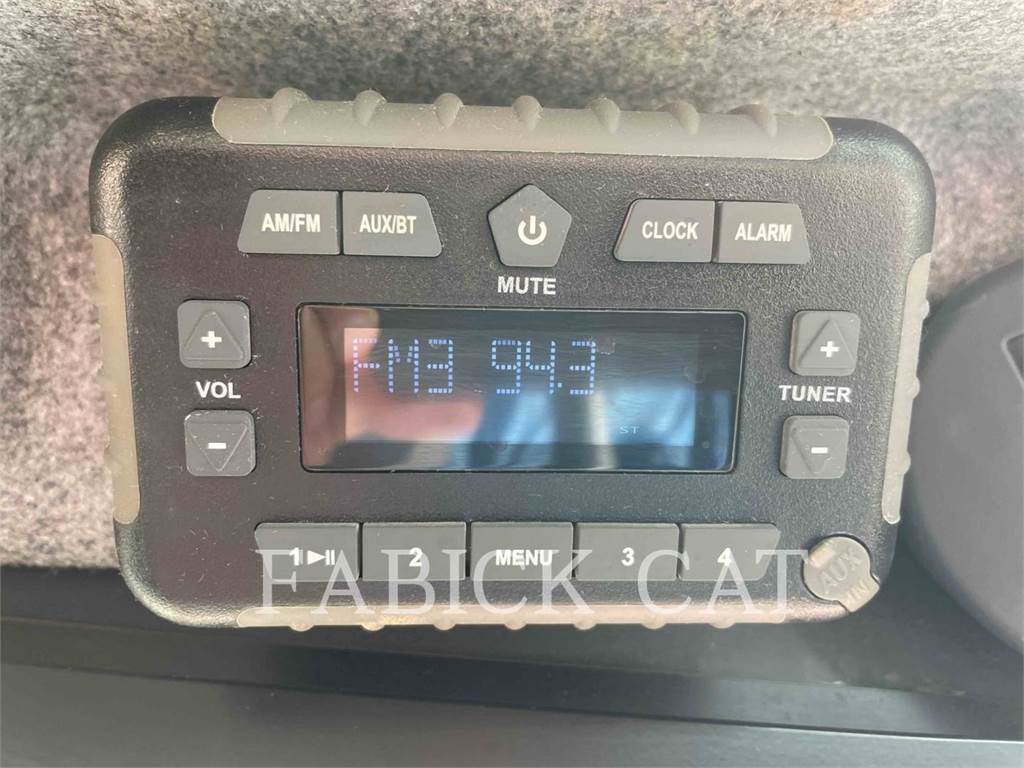 AM/FM AUX/BT CLOCK ALARM
MUTE
+ +
VOL TUNER
FM3 94.3
ST
- -
1 2 MENU 3 4
AUX
IN
FABICK CAT